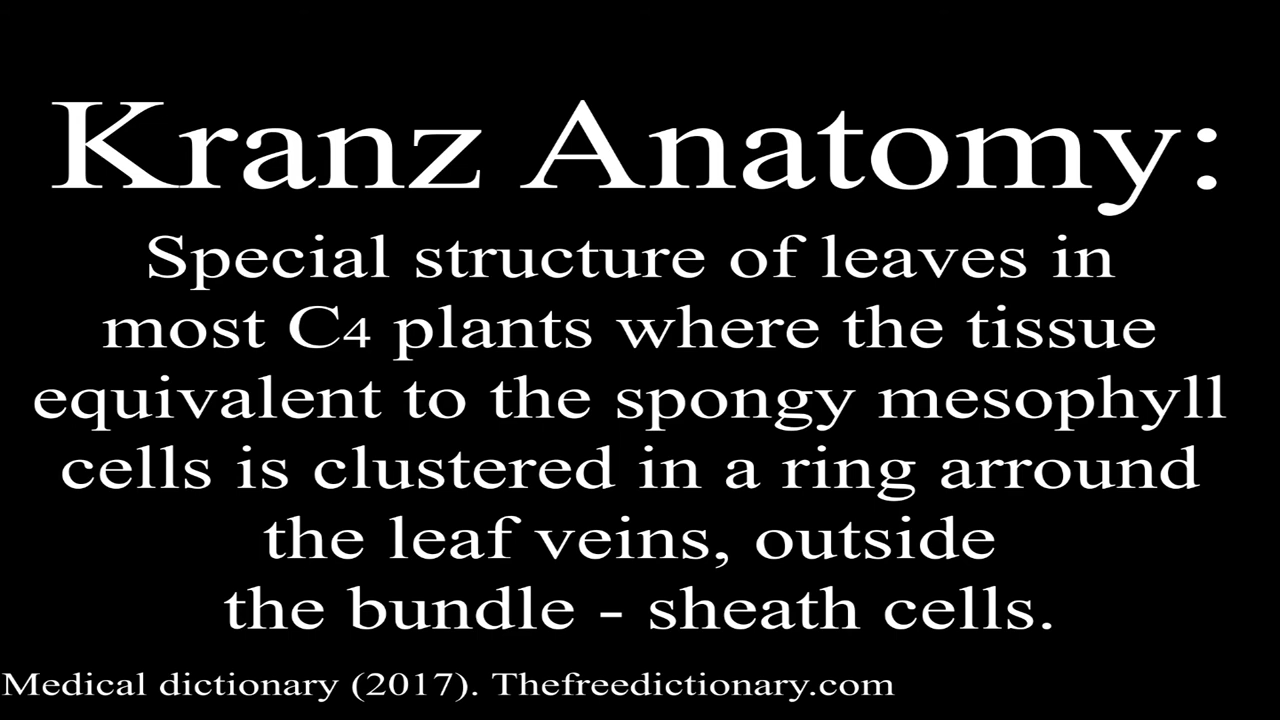 Kranz Anatomy:
Special structure of leaves in
most C4 plants where the tissue
equivalent to the spongy mesophyll
cells is clustered in a ring arround
the leaf veins, outside
the bundle - sheath cells.
Medical dictionary (2017). Thefreedictionary.com